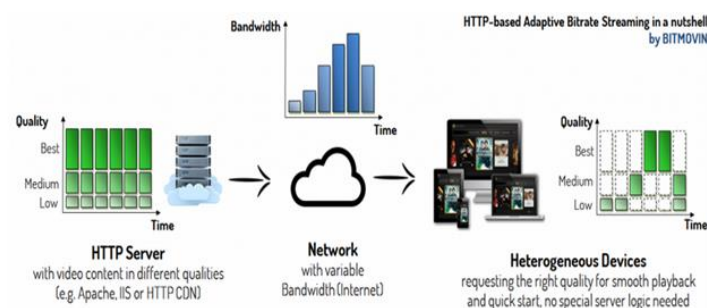 HTTP-based Adaptive Bitrate Streaming in a nutshell
by BITMOVIN
Bandwidth
Time
Quality
Best
Medium
Low
Time
Quality
Best
Medium
Low
Time
HTTP Server
with video content in different qualities
(e.g. Apache, IIS or HTTP CDN)
Network
with variable
Bandwidth (Internet)
Heterogeneous Devices
requesting the right quality for smooth playback
and quick start, no special server logic needed